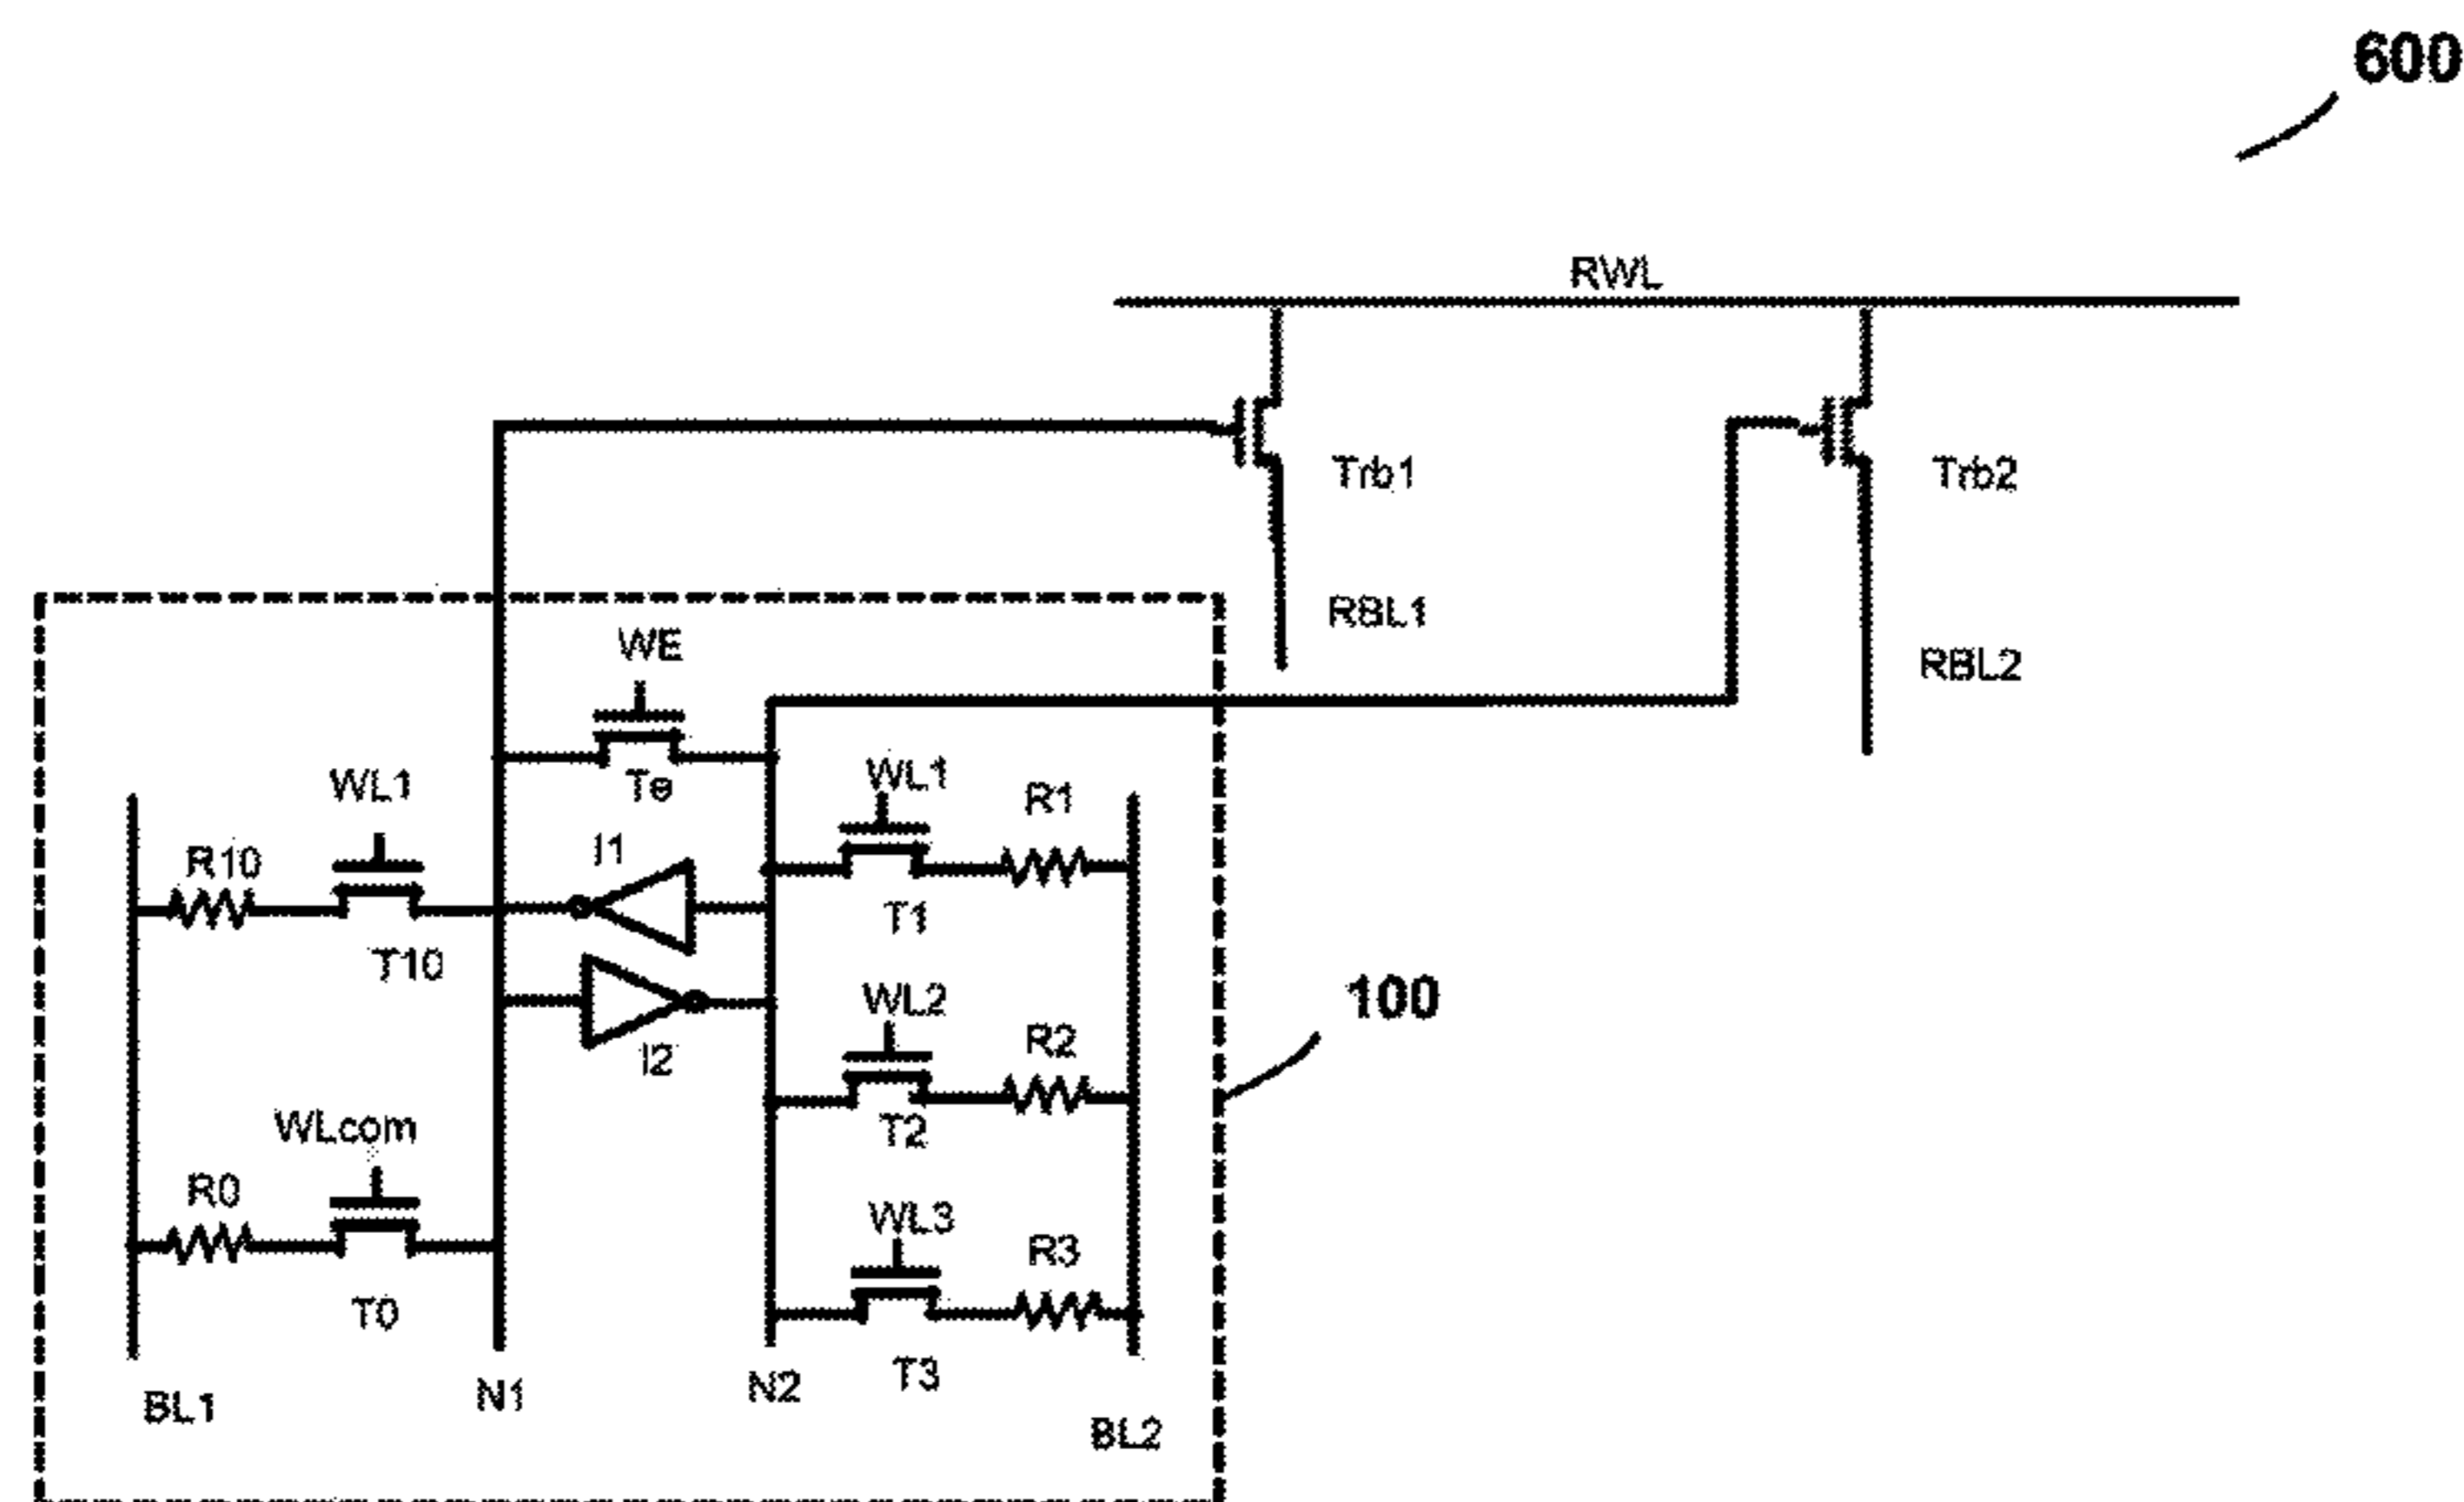 600
RWL
Trb1
Trb2
RBL1
RBL2
WE
Te
WL1
WL1
R1
R10
I1
T1
T10
100
WL2
R2
I2
T2
WLcom
R0
WL3
R3
T0
T3
N1
N2
BL1
BL2